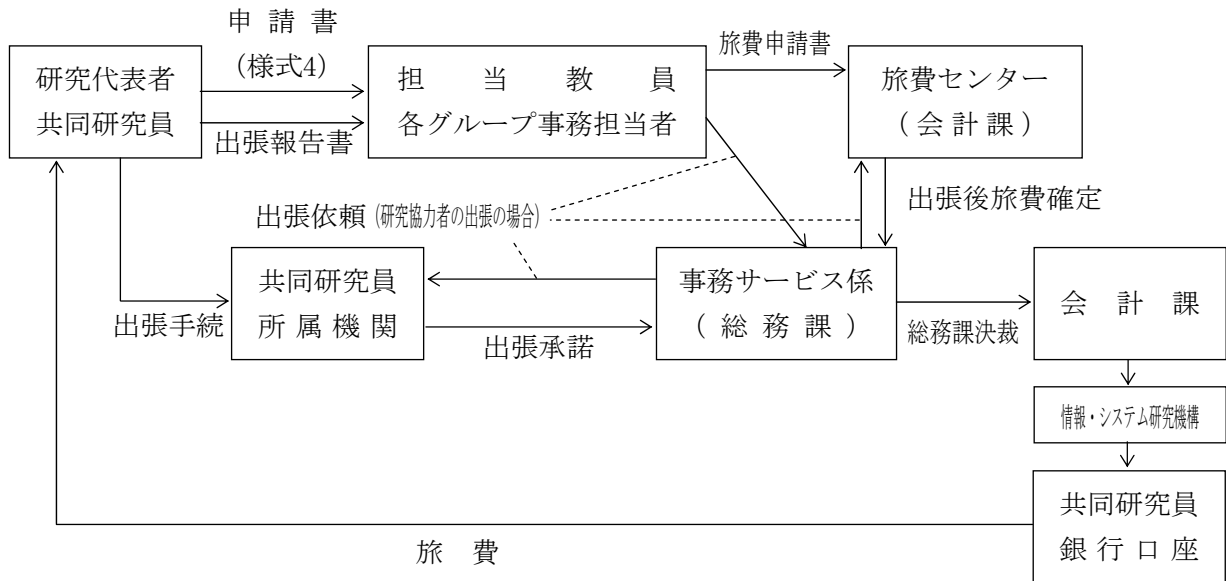 申請書
(様式4)
研究代表者
共同研究員
出張報告書
担当教員
各グループ事務担当者
旅費申請書
旅費センター
(会計課)
出張後旅費確定
出張依頼(研究協力者の出張の場合)
出張手続
共同研究員
所属機関
出張承諾
事務サービス係
(総務課)
総務課決裁
会計課
情報・システム研究機構
共同研究員
銀行口座
旅費